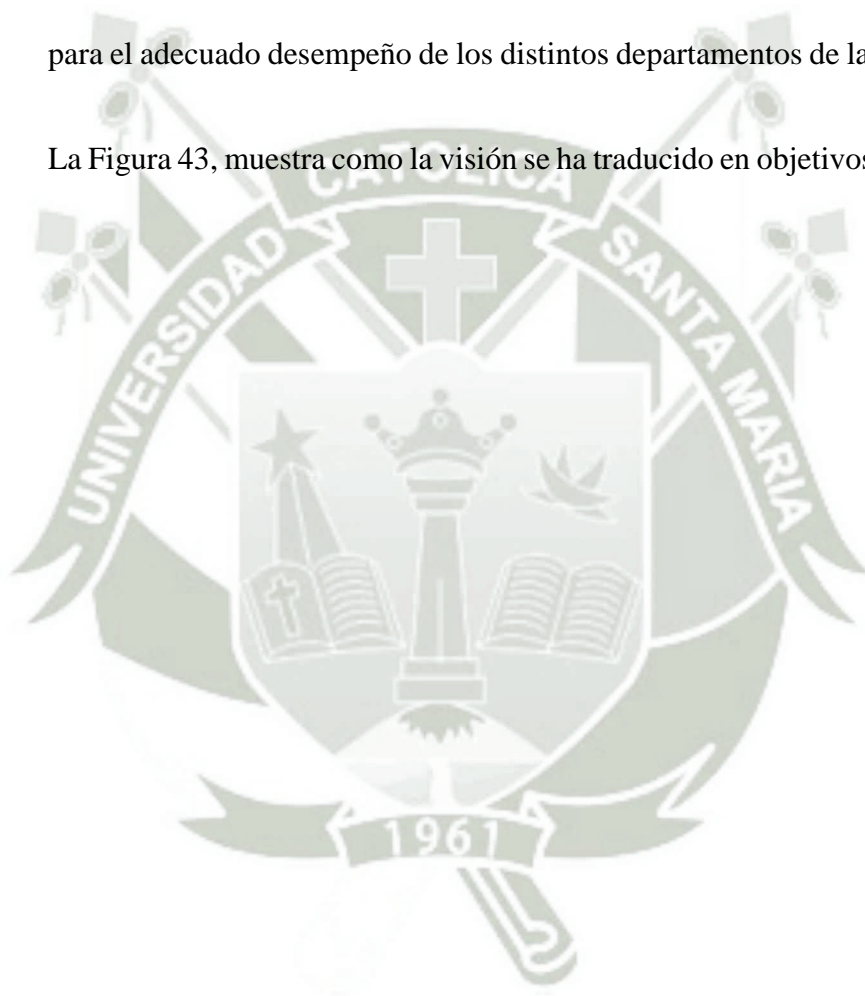 para el adecuado desempeño de los distintos departamentos de la
La Figura 43, muestra como la visión se ha traducido en objetivos
CATOLICA
UNIVERSIDAD
SANTA MARIA
1961